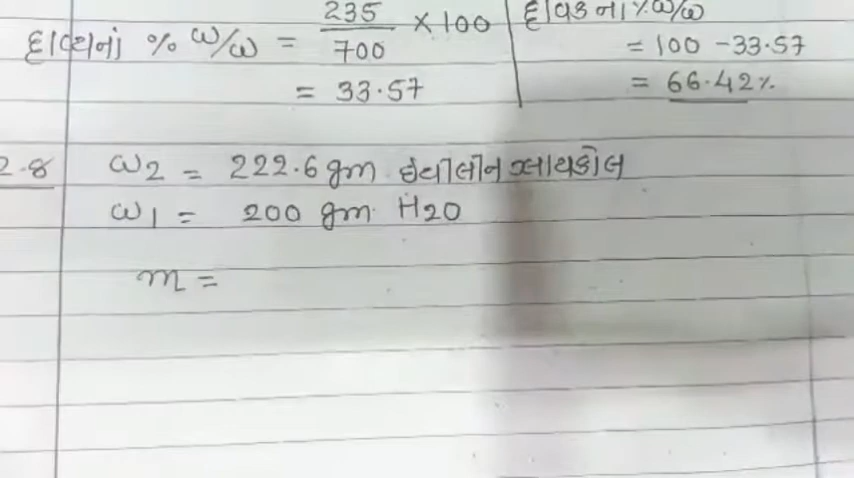 દ્રાવ્યનાં % W/W = 235/700 × 100
= 33.57
દ્રાવકના % W/W
= 100 - 33.57
= 66.42%
2.8 W2 = 222.6 gm ઈથીલીન ગ્લાયકોલ
W1 = 200 gm H2O
m =